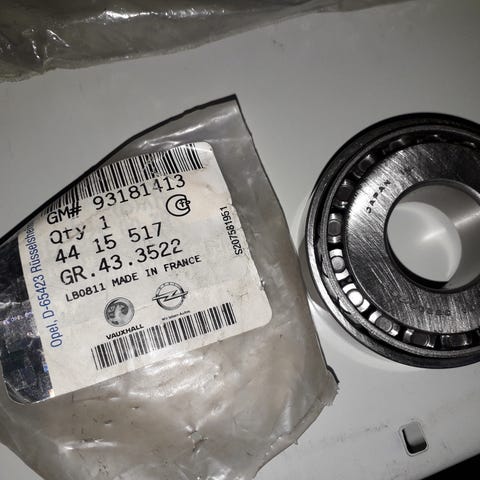 GM# 93181413
Qty 1
44 15 517
GR.43.3522
LB0811 MADE IN FRANCE
VAUXHALL
Opel, D-65423 Rüsselsheim
S207581951
JAPAN